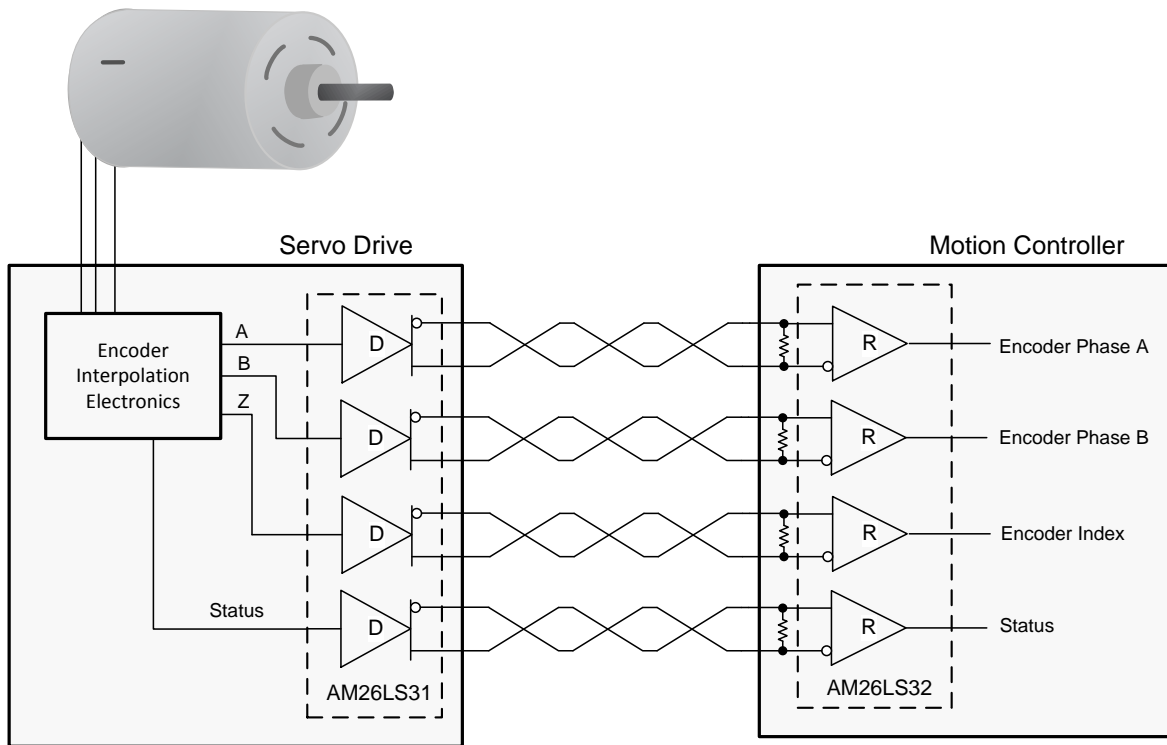 Servo Drive
Motion Controller
Encoder
Interpolation
Electronics
A
B
Z
Status
D
D
D
D
AM26LS31
R
R
R
R
AM26LS32
Encoder Phase A
Encoder Phase B
Encoder Index
Status